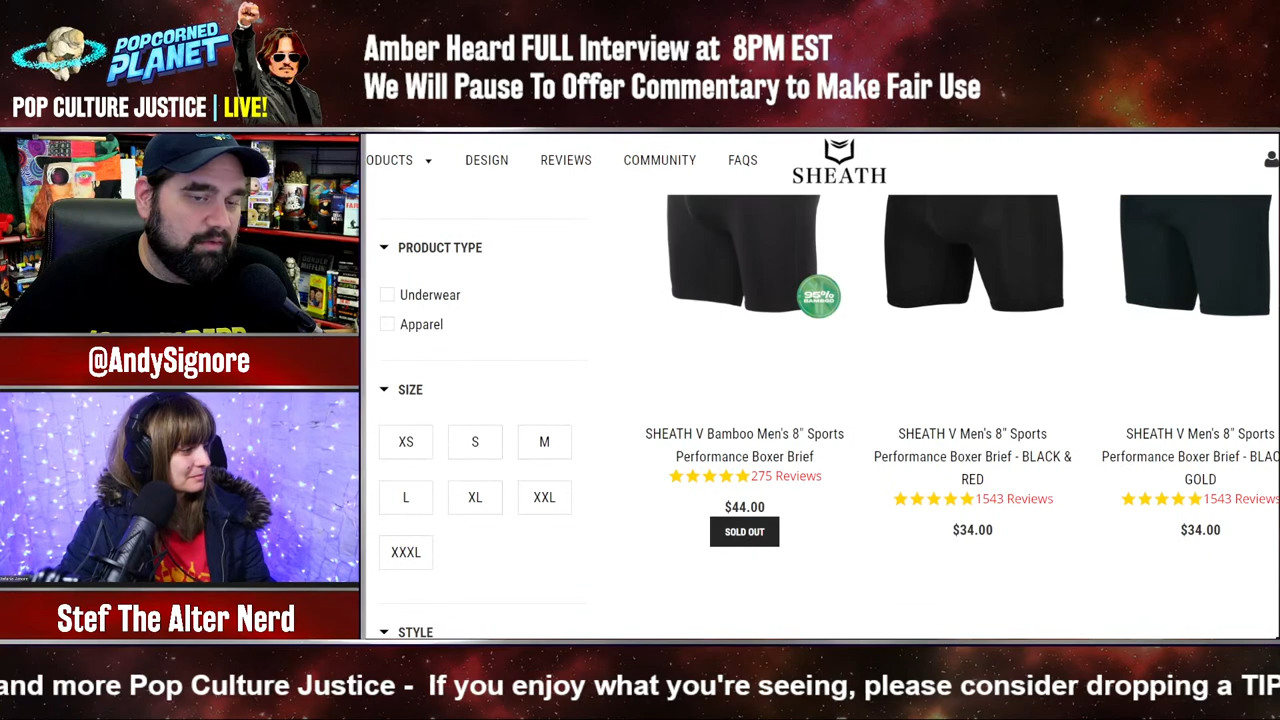 POPCORNED
PLANET
POP CULTURE JUSTICE | LIVE!
Amber Heard FULL Interview at 8PM EST
We Will Pause To Offer Commentary to Make Fair Use
ODUCTS
DESIGN
REVIEWS
COMMUNITY
FAQS
SHEATH
PRODUCT TYPE
Underwear
Apparel
SIZE
XS
S
M
L
XL
XXL
XXXL
STYLE
95%
BAMBOO
SHEATH V Bamboo Men's 8" Sports
Performance Boxer Brief
275 Reviews
$44.00
SOLD OUT
SHEATH V Men's 8" Sports
Performance Boxer Brief - BLACK &
RED
1543 Reviews
$34.00
SHEATH V Men's 8" Sports
Performance Boxer Brief - BLAC
GOLD
1543 Reviews
$34.00
@AndySignore
Stef The Alter Nerd
and more Pop Culture Justice - If you enjoy what you're seeing, please consider dropping a TIP